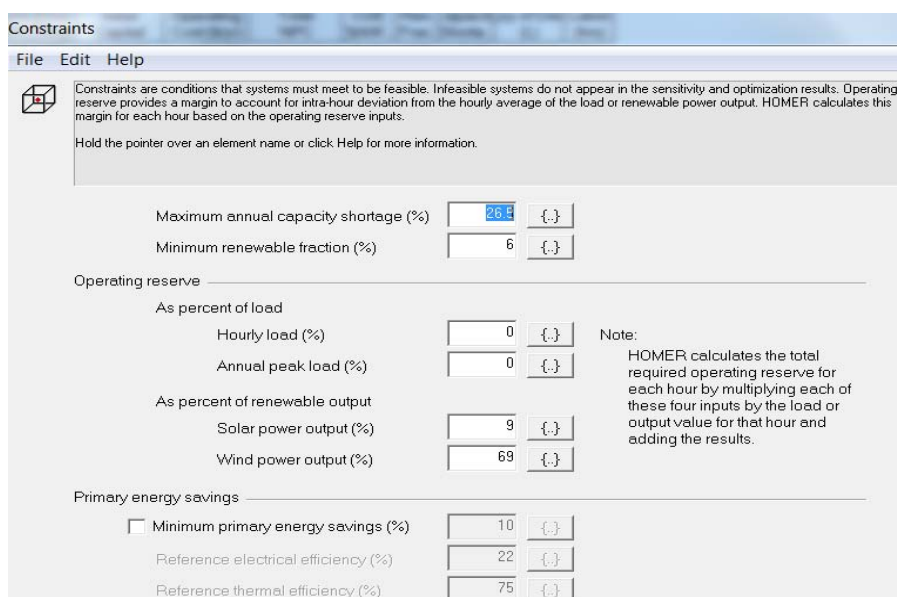 Constraints
File Edit Help
Constraints are conditions that systems must meet to be feasible. Infeasible systems do not appear in the sensitivity and optimization results. Operating
reserve provides a margin to account for intra-hour deviation from the hourly average of the load or renewable power output. HOMER calculates this
margin for each hour based on the operating reserve inputs.
Hold the pointer over an element name or click Help for more information.
Maximum annual capacity shortage (%) 26.5 {..}
Minimum renewable fraction (%) 6 {..}
Operating reserve
As percent of load
Hourly load (%) 0 {..}
Annual peak load (%) 0 {..}
As percent of renewable output
Solar power output (%) 9 {..}
Wind power output (%) 69 {..}
Note:
HOMER calculates the total
required operating reserve for
each hour by multiplying each of
these four inputs by the load or
output value for that hour and
adding the results.
Primary energy savings
Minimum primary energy savings (%) 10 {..}
Reference electrical efficiency (%) 22 {..}
Reference thermal efficiency (%) 75 {..}